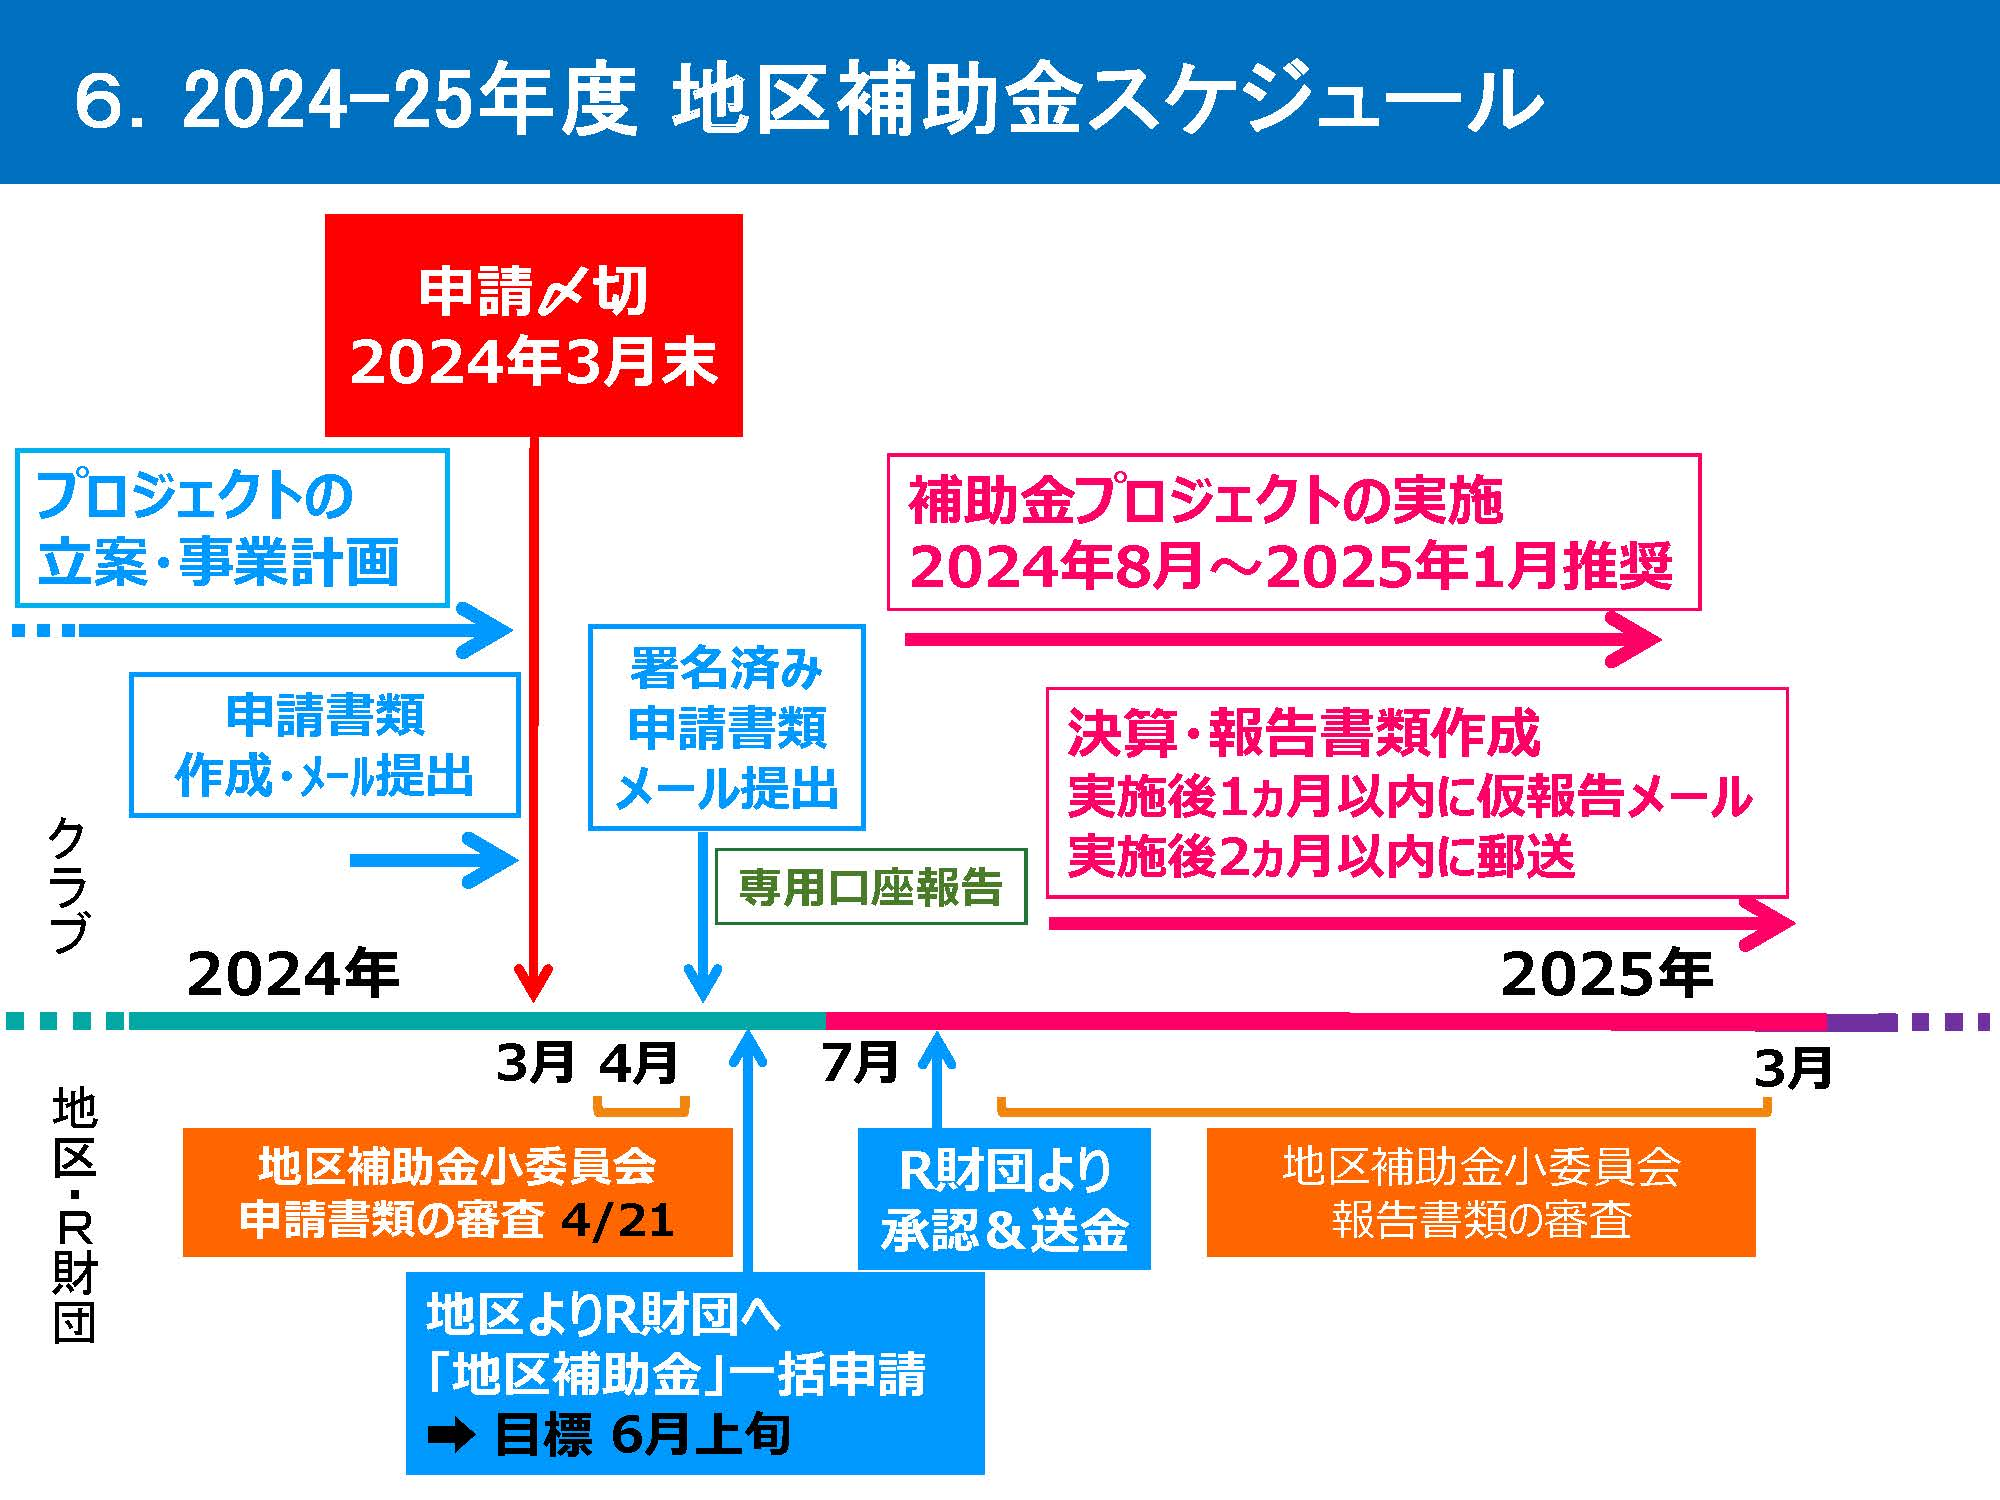 ６．2024-25年度 地区補助金スケジュール
申請〆切
2024年3月末
プロジェクトの
立案・事業計画
補助金プロジェクトの実施
2024年8月～2025年1月推奨
申請書類
作成・ﾒｰﾙ提出
署名済み
申請書類
メール提出
決算・報告書類作成
実施後1ヵ月以内に仮報告メール
実施後2ヵ月以内に郵送
専用口座報告
クラブ
2024年
2025年
3月
4月
7月
3月
地区・R財団
地区補助金小委員会
申請書類の審査 4/21
R財団より
承認＆送金
地区補助金小委員会
報告書類の審査
地区よりR財団へ
「地区補助金」一括申請
➡ 目標 6月上旬